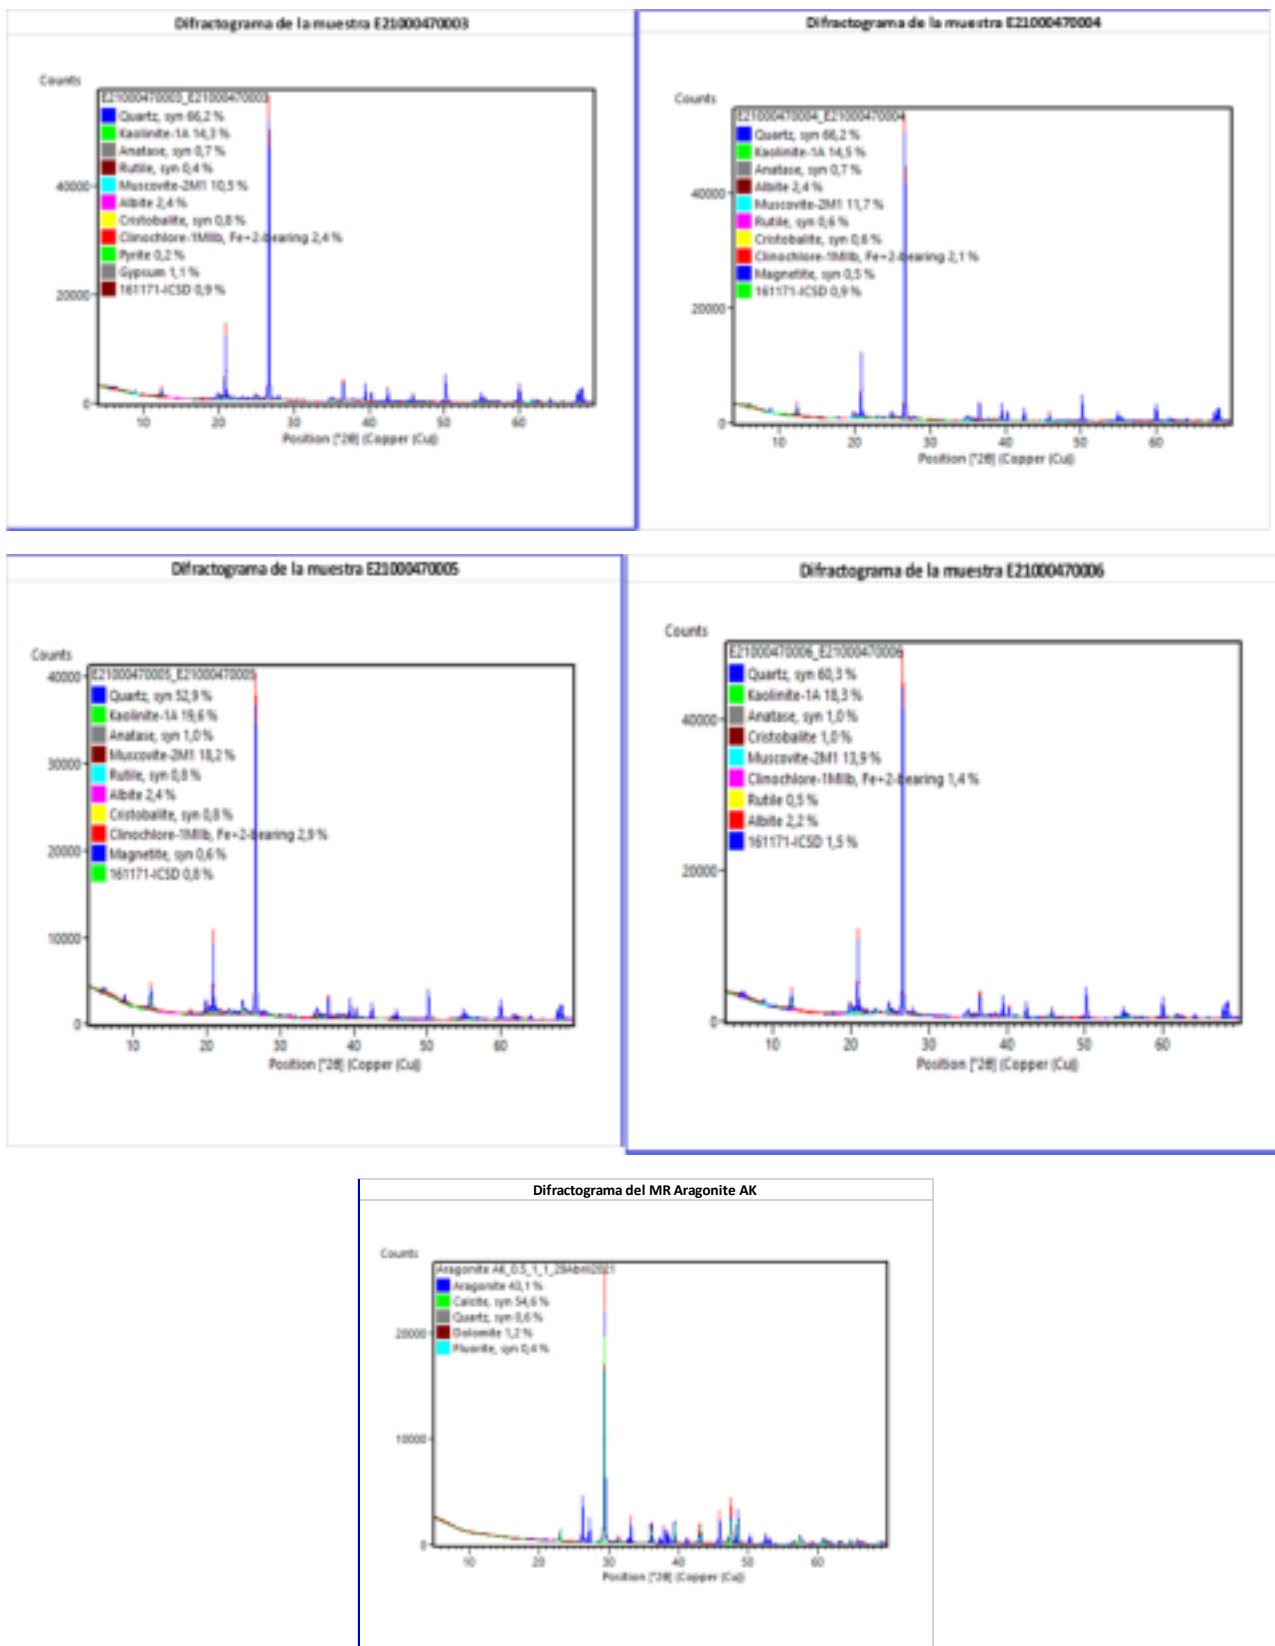 Difractograma de la muestra E21000470003
Counts
E21000470003_E21000470003
Quartz, syn 66,2 %
Kaolinite-1A 14,3 %
Anatase, syn 0,7 %
Rutile, syn 0,4 %
Muscovite-2M1 10,5 %
Albite 2,4 %
Cristobalite, syn 0,8 %
Clinochlore-1MIIb, Fe+2-bearing 2,4 %
Pyrite 0,2 %
Gypsum 1,1 %
161171-ICSD 0,9 %
40000
20000
0
10 20 30 40 50 60
Position [°2θ] (Copper (Cu))
Difractograma de la muestra E21000470004
Counts
E21000470004_E21000470004
Quartz, syn 66,2 %
Kaolinite-1A 14,5 %
Anatase, syn 0,7 %
Albite 2,4 %
Muscovite-2M1 11,7 %
Rutile, syn 0,6 %
Cristobalite, syn 0,6 %
Clinochlore-1MIIb, Fe+2-bearing 2,1 %
Magnetite, syn 0,5 %
161171-ICSD 0,9 %
40000
20000
0
10 20 30 40 50 60
Position [°2θ] (Copper (Cu))
Difractograma de la muestra E21000470005
Counts
E21000470005_E21000470005
Quartz, syn 52,9 %
Kaolinite-1A 19,6 %
Anatase, syn 1,0 %
Muscovite-2M1 18,2 %
Rutile, syn 0,8 %
Albite 2,4 %
Cristobalite, syn 0,8 %
Clinochlore-1MIIb, Fe+2-bearing 2,9 %
Magnetite, syn 0,6 %
161171-ICSD 0,8 %
40000
30000
20000
10000
0
10 20 30 40 50 60
Position [°2θ] (Copper (Cu))
Difractograma de la muestra E21000470006
Counts
E21000470006_E21000470006
Quartz, syn 60,3 %
Kaolinite-1A 18,3 %
Anatase, syn 1,0 %
Cristobalite 1,0 %
Muscovite-2M1 13,9 %
Clinochlore-1MIIb, Fe+2-bearing 1,4 %
Rutile 0,5 %
Albite 2,2 %
161171-ICSD 1,5 %
40000
20000
0
10 20 30 40 50 60
Position [°2θ] (Copper (Cu))
Difractograma del MR Aragonite AK
Counts
Aragonite AK_0.5_1_1_29Abril2021
Aragonite 43,1 %
Calcite, syn 54,6 %
Quartz, syn 0,6 %
Dolomite 1,2 %
Fluorite, syn 0,4 %
20000
10000
0
10 20 30 40 50 60
Position [°2θ] (Copper (Cu))